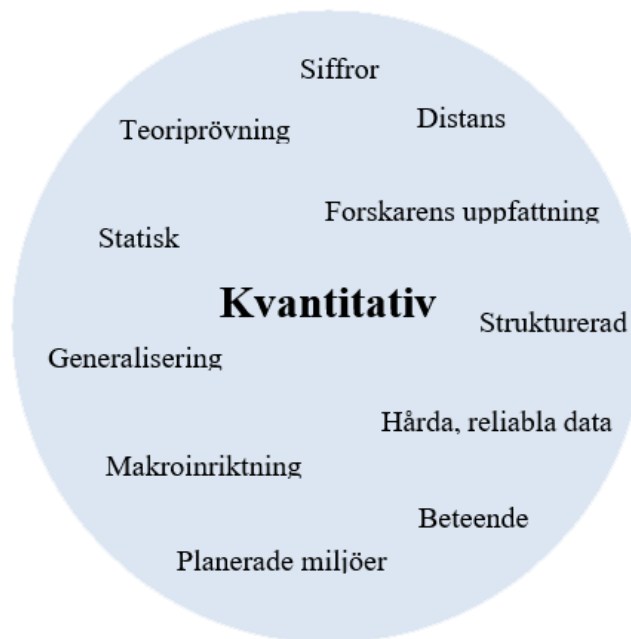 Siffror
Distans
Teoriprövning
Forskarens uppfattning
Statisk
Kvantitativ
Strukturerad
Generalisering
Hårda, reliabla data
Makroinriktning
Beteende
Planerade miljöer